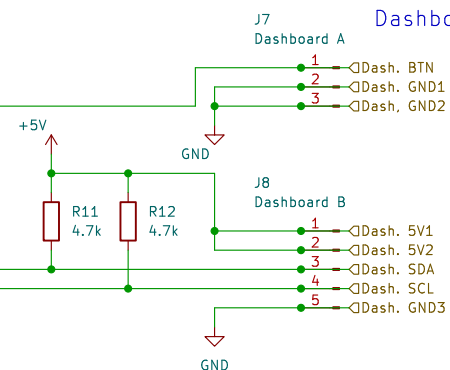 Dashbo
J7
Dashboard A
1 Dash. BTN
2 Dash. GND1
3 Dash, GND2
+5V
GND
J8
Dashboard B
R11
4.7k
R12
4.7k
1 Dash. 5V1
2 Dash. 5V2
3 Dash. SDA
4 Dash. SCL
5 Dash. GND3
GND